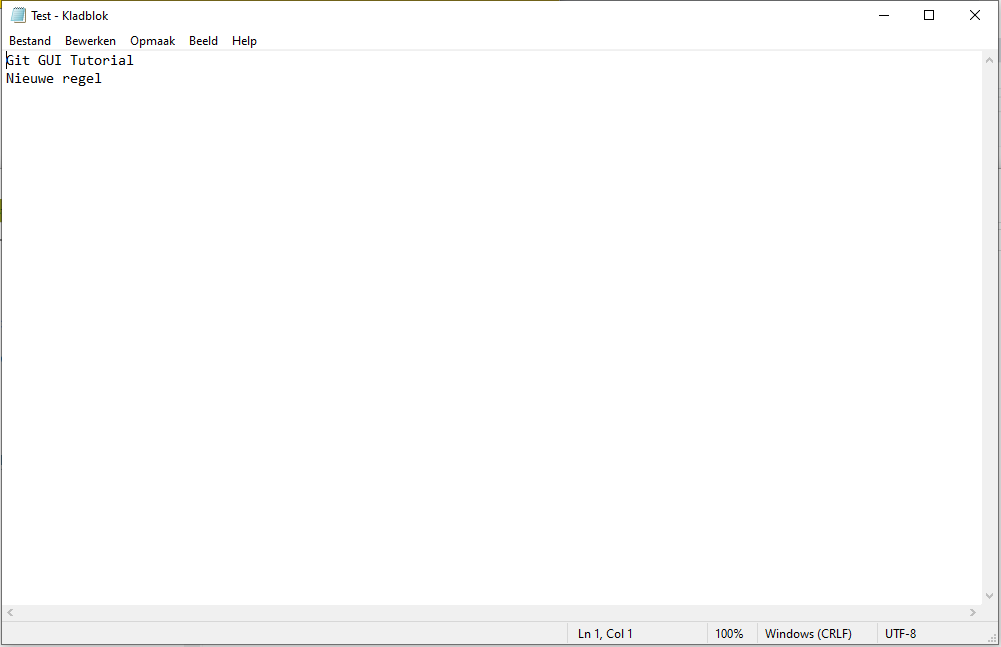 Test - Kladblok
Bestand Bewerken Opmaak Beeld Help
Git GUI Tutorial
Nieuwe regel
Ln 1, Col 1 100% Windows (CRLF) UTF-8